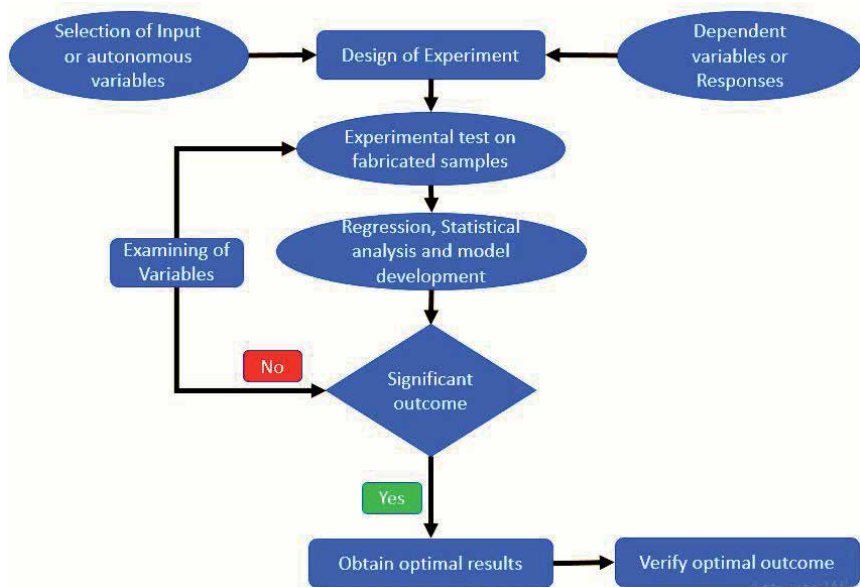 Selection of Input
or autonomous
variables
Design of Experiment
Dependent
variables or
Responses
Experimental test on
fabricated samples
Regression, Statistical
analysis and model
development
Examining of
Variables
No
Significant
outcome
Yes
Obtain optimal results
Verify optimal outcome